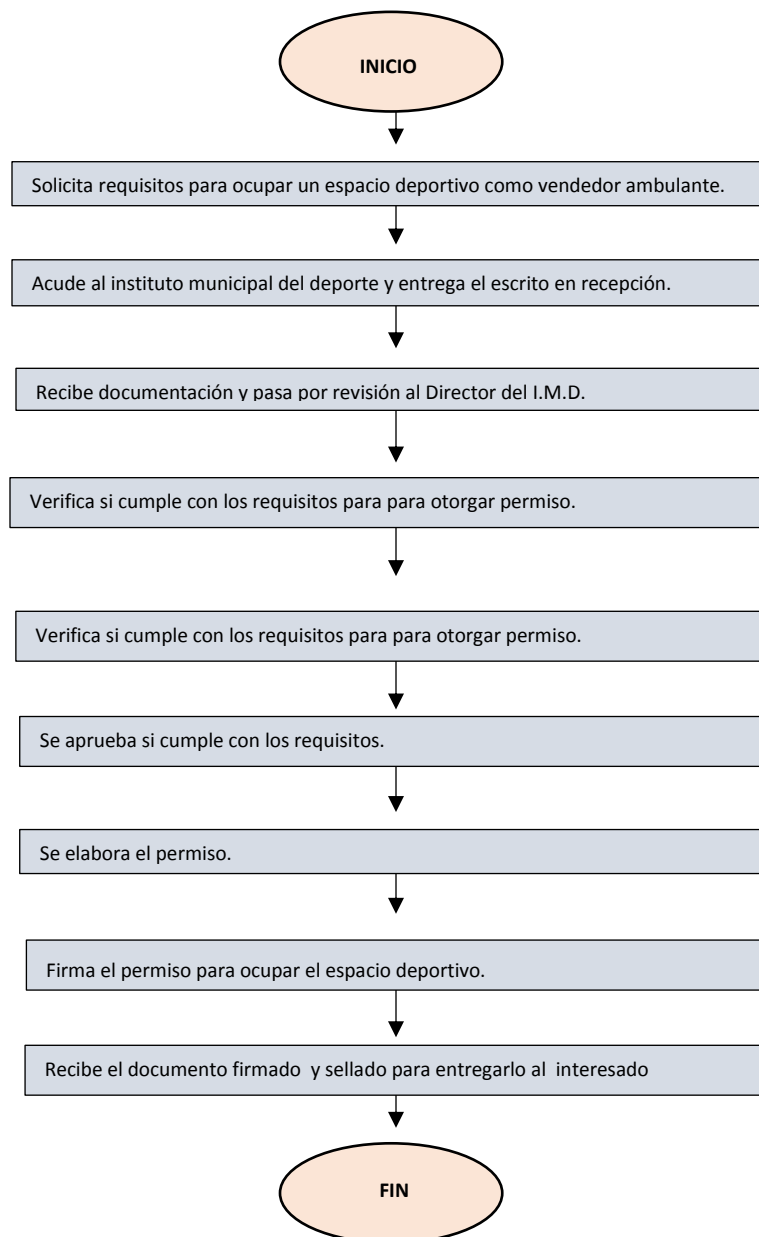 INICIO
Solicita requisitos para ocupar un espacio deportivo como vendedor ambulante.
Acude al instituto municipal del deporte y entrega el escrito en recepción.
Recibe documentación y pasa por revisión al Director del I.M.D.
Verifica si cumple con los requisitos para para otorgar permiso.
Verifica si cumple con los requisitos para para otorgar permiso.
Se aprueba si cumple con los requisitos.
Se elabora el permiso.
Firma el permiso para ocupar el espacio deportivo.
Recibe el documento firmado y sellado para entregarlo al interesado
FIN